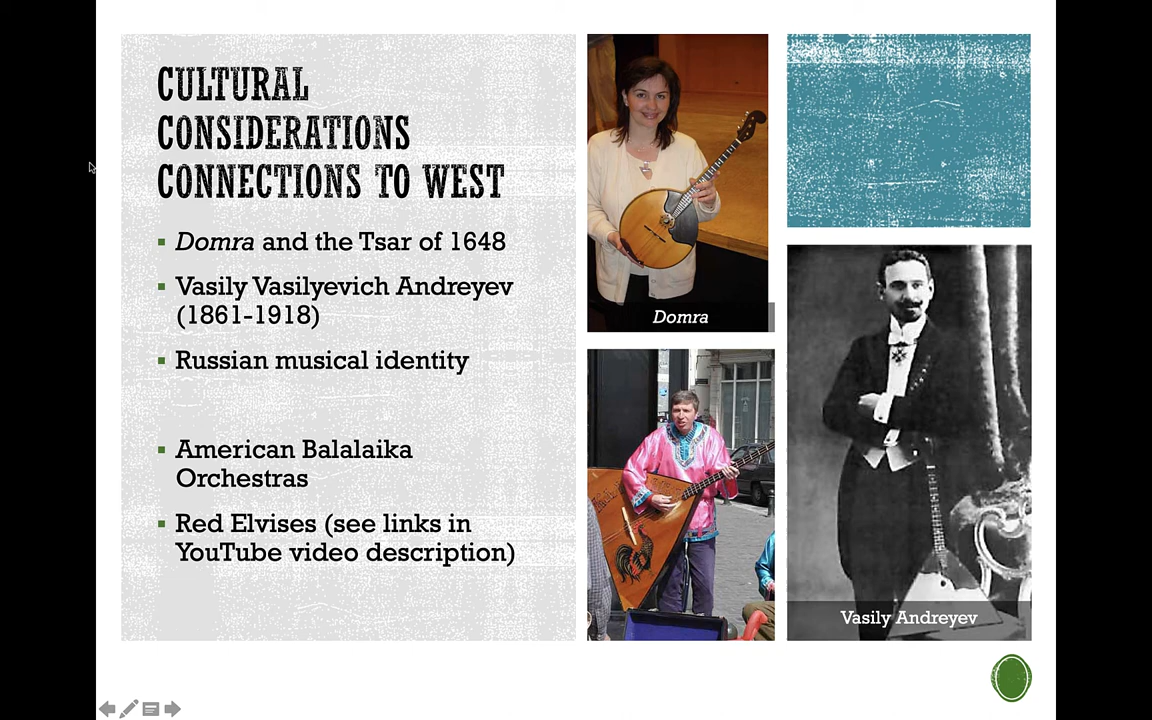 CULTURAL
CONSIDERATIONS
CONNECTIONS TO WEST
Domra and the Tsar of 1648
Vasily Vasilyevich Andreyev
(1861-1918)
Russian musical identity
American Balalaika
Orchestras
Red Elvises (see links in
YouTube video description)
Domra
Vasily Andreyev